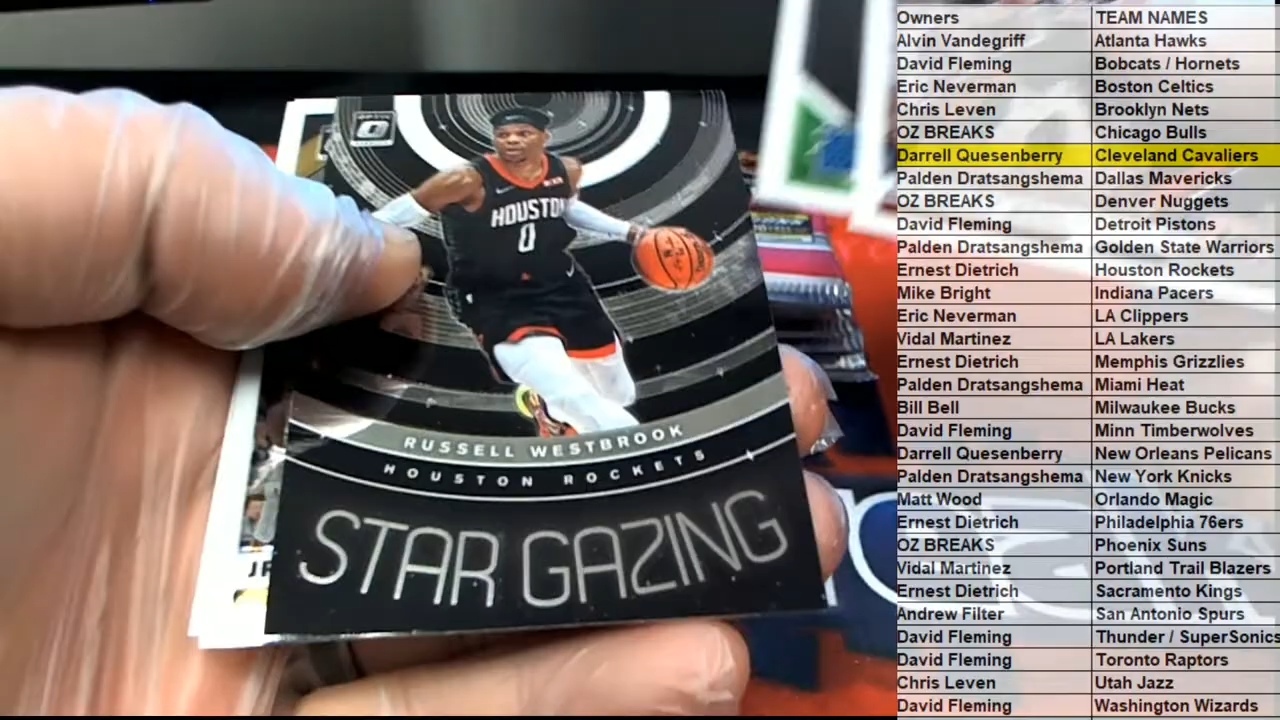 HOUSTON
0
RUSSELL WESTBROOK
HOUSTON ROCKETS
STAR GAZING
Owners TEAM NAMES
Alvin Vandegriff Atlanta Hawks
David Fleming Bobcats / Hornets
Eric Neverman Boston Celtics
Chris Leven Brooklyn Nets
OZ BREAKS Chicago Bulls
Darrell Quesenberry Cleveland Cavaliers
Palden Dratsangshema Dallas Mavericks
OZ BREAKS Denver Nuggets
David Fleming Detroit Pistons
Palden Dratsangshema Golden State Warriors
Ernest Dietrich Houston Rockets
Mike Bright Indiana Pacers
Eric Neverman LA Clippers
Vidal Martinez LA Lakers
Ernest Dietrich Memphis Grizzlies
Palden Dratsangshema Miami Heat
Bill Bell Milwaukee Bucks
David Fleming Minn Timberwolves
Darrell Quesenberry New Orleans Pelicans
Palden Dratsangshema New York Knicks
Matt Wood Orlando Magic
Ernest Dietrich Philadelphia 76ers
OZ BREAKS Phoenix Suns
Vidal Martinez Portland Trail Blazers
Ernest Dietrich Sacramento Kings
Andrew Filter San Antonio Spurs
David Fleming Thunder / SuperSonics
David Fleming Toronto Raptors
Chris Leven Utah Jazz
David Fleming Washington Wizards